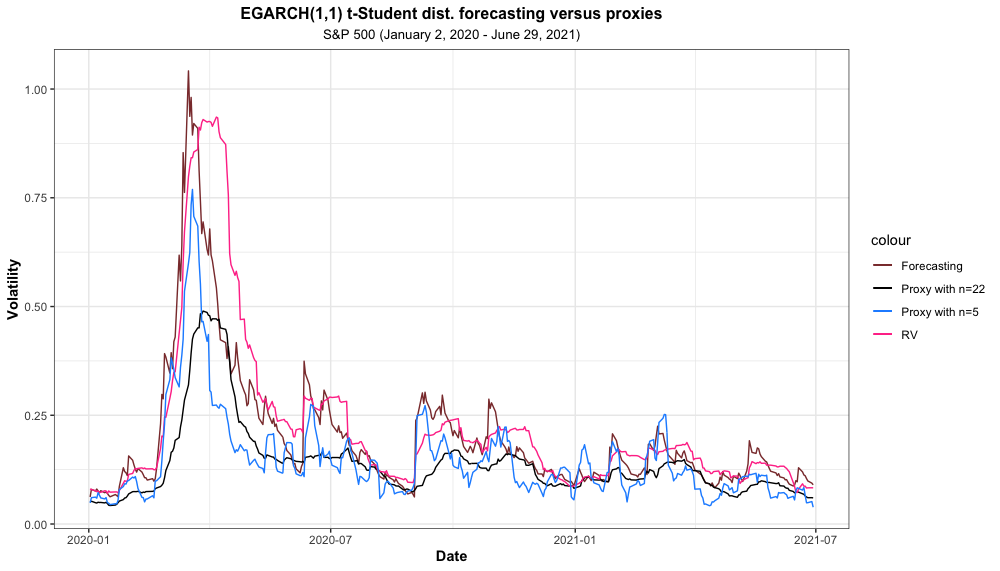 EGARCH(1,1) t-Student dist. forecasting versus proxies
S&P 500 (January 2, 2020 - June 29, 2021)
Volatility
1.00
0.75
0.50
0.25
0.00
2020-01
2020-07
2021-01
2021-07
Date
colour
Forecasting
Proxy with n=22
Proxy with n=5
RV